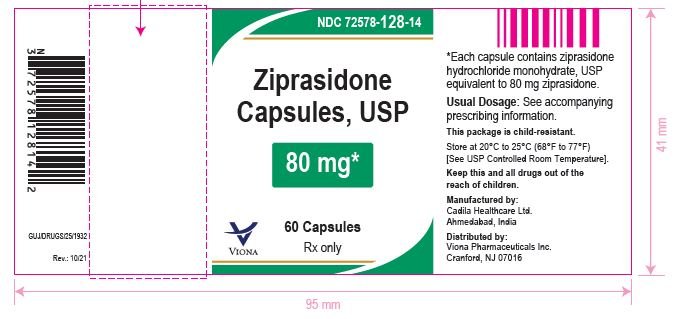 N
3 72578 12814 2
GUJ/DRUGS/25/1932
Rev.: 10/21
NDC 72578-128-14
Ziprasidone
Capsules, USP
80 mg*
VIONA
60 Capsules
Rx only
*Each capsule contains ziprasidone
hydrochloride monohydrate, USP
equivalent to 80 mg ziprasidone.
Usual Dosage: See accompanying
prescribing information.
This package is child-resistant.
Store at 20°C to 25°C (68°F to 77°F)
[See USP Controlled Room Temperature].
Keep this and all drugs out of the
reach of children.
Manufactured by:
Cadila Healthcare Ltd.
Ahmedabad, India
Distributed by:
Viona Pharmaceuticals Inc.
Cranford, NJ 07016
41 mm
95 mm